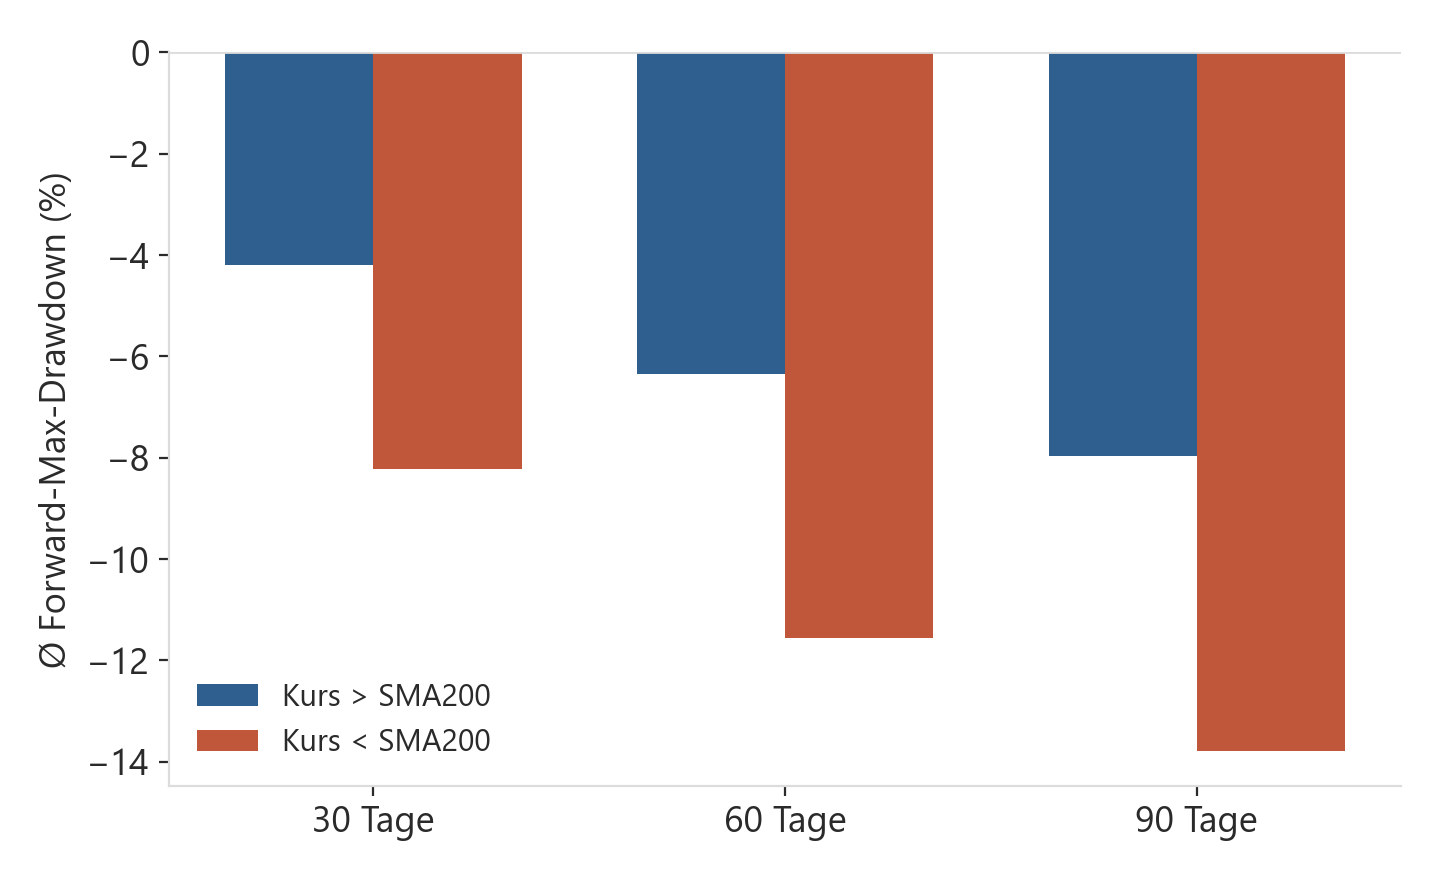 Ø Forward-Max-Drawdown (%)
0
−2
−4
−6
−8
−10
−12
−14
Kurs > SMA200
Kurs < SMA200
30 Tage
60 Tage
90 Tage